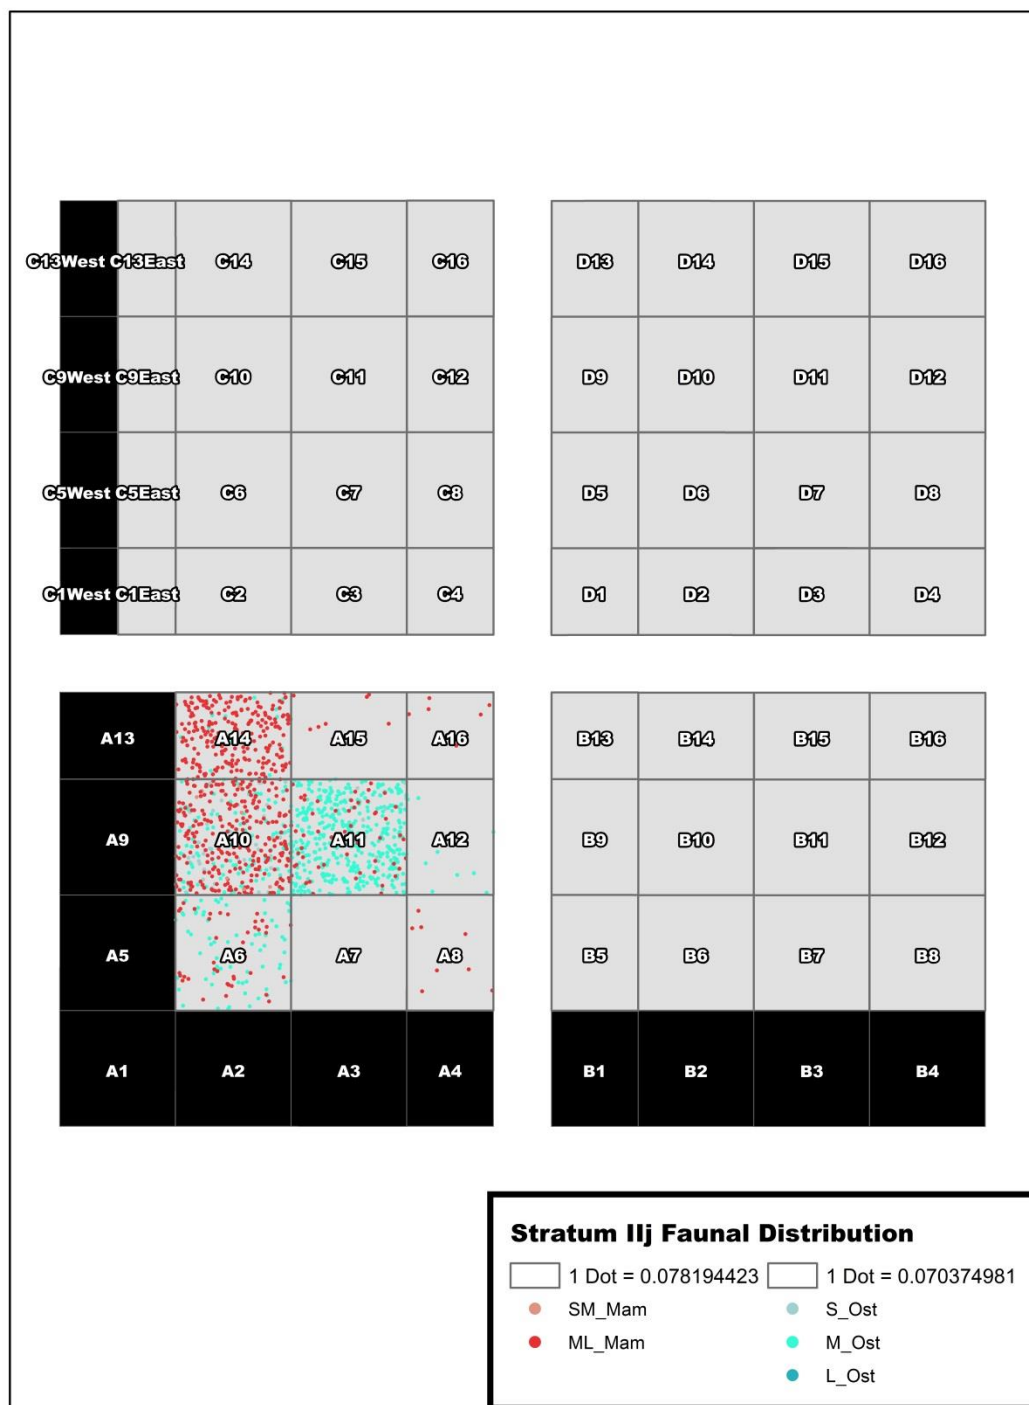 C13West C13East C14 C15 C16 D13 D14 D15 D16
C9West C9East C10 C11 C12 D9 D10 D11 D12
C5West C5East C6 C7 C8 D5 D6 D7 D8
C1West C1East C2 C3 C4 D1 D2 D3 D4
A13 A14 A15 A16 B13 B14 B15 B16
A9 A10 A11 A12 B9 B10 B11 B12
A5 A6 A7 A8 B5 B6 B7 B8
A1 A2 A3 A4 B1 B2 B3 B4
Stratum IIj Faunal Distribution
1 Dot = 0.078194423 1 Dot = 0.070374981
SM_Mam S_Ost
ML_Mam M_Ost
L_Ost